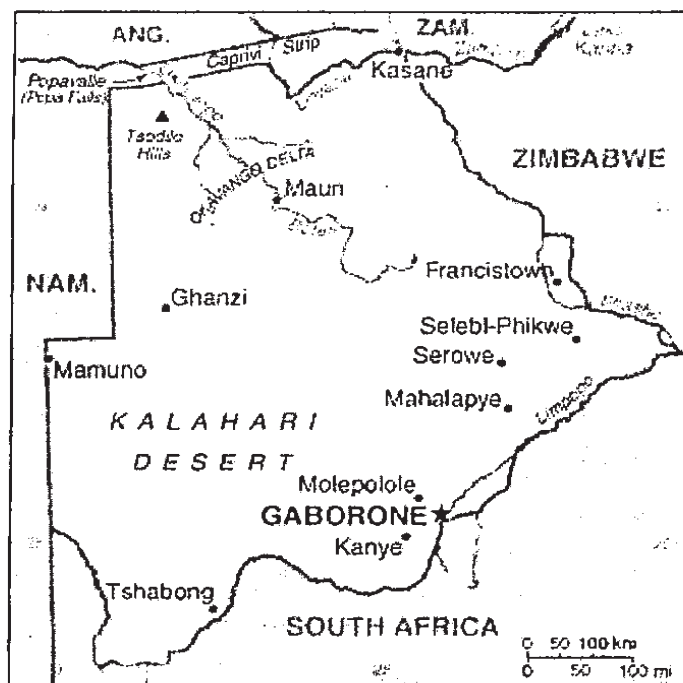 ANG.
ZAM.
Caprivi Strip
Kasane
Popavalle
(Popa Falls)
Tsodilo
Hills
ZIMBABWE
OKAVANGO DELTA
Maun
NAM.
Ghanzi
Francistown
Selebi-Phikwe
Serowe
Mamuno
Mahalapye
Limpopo
KALAHARI
DESERT
Molepolole
GABORONE
Kanye
Tshabong
SOUTH AFRICA
0 50 100 km
0 50 100 mi